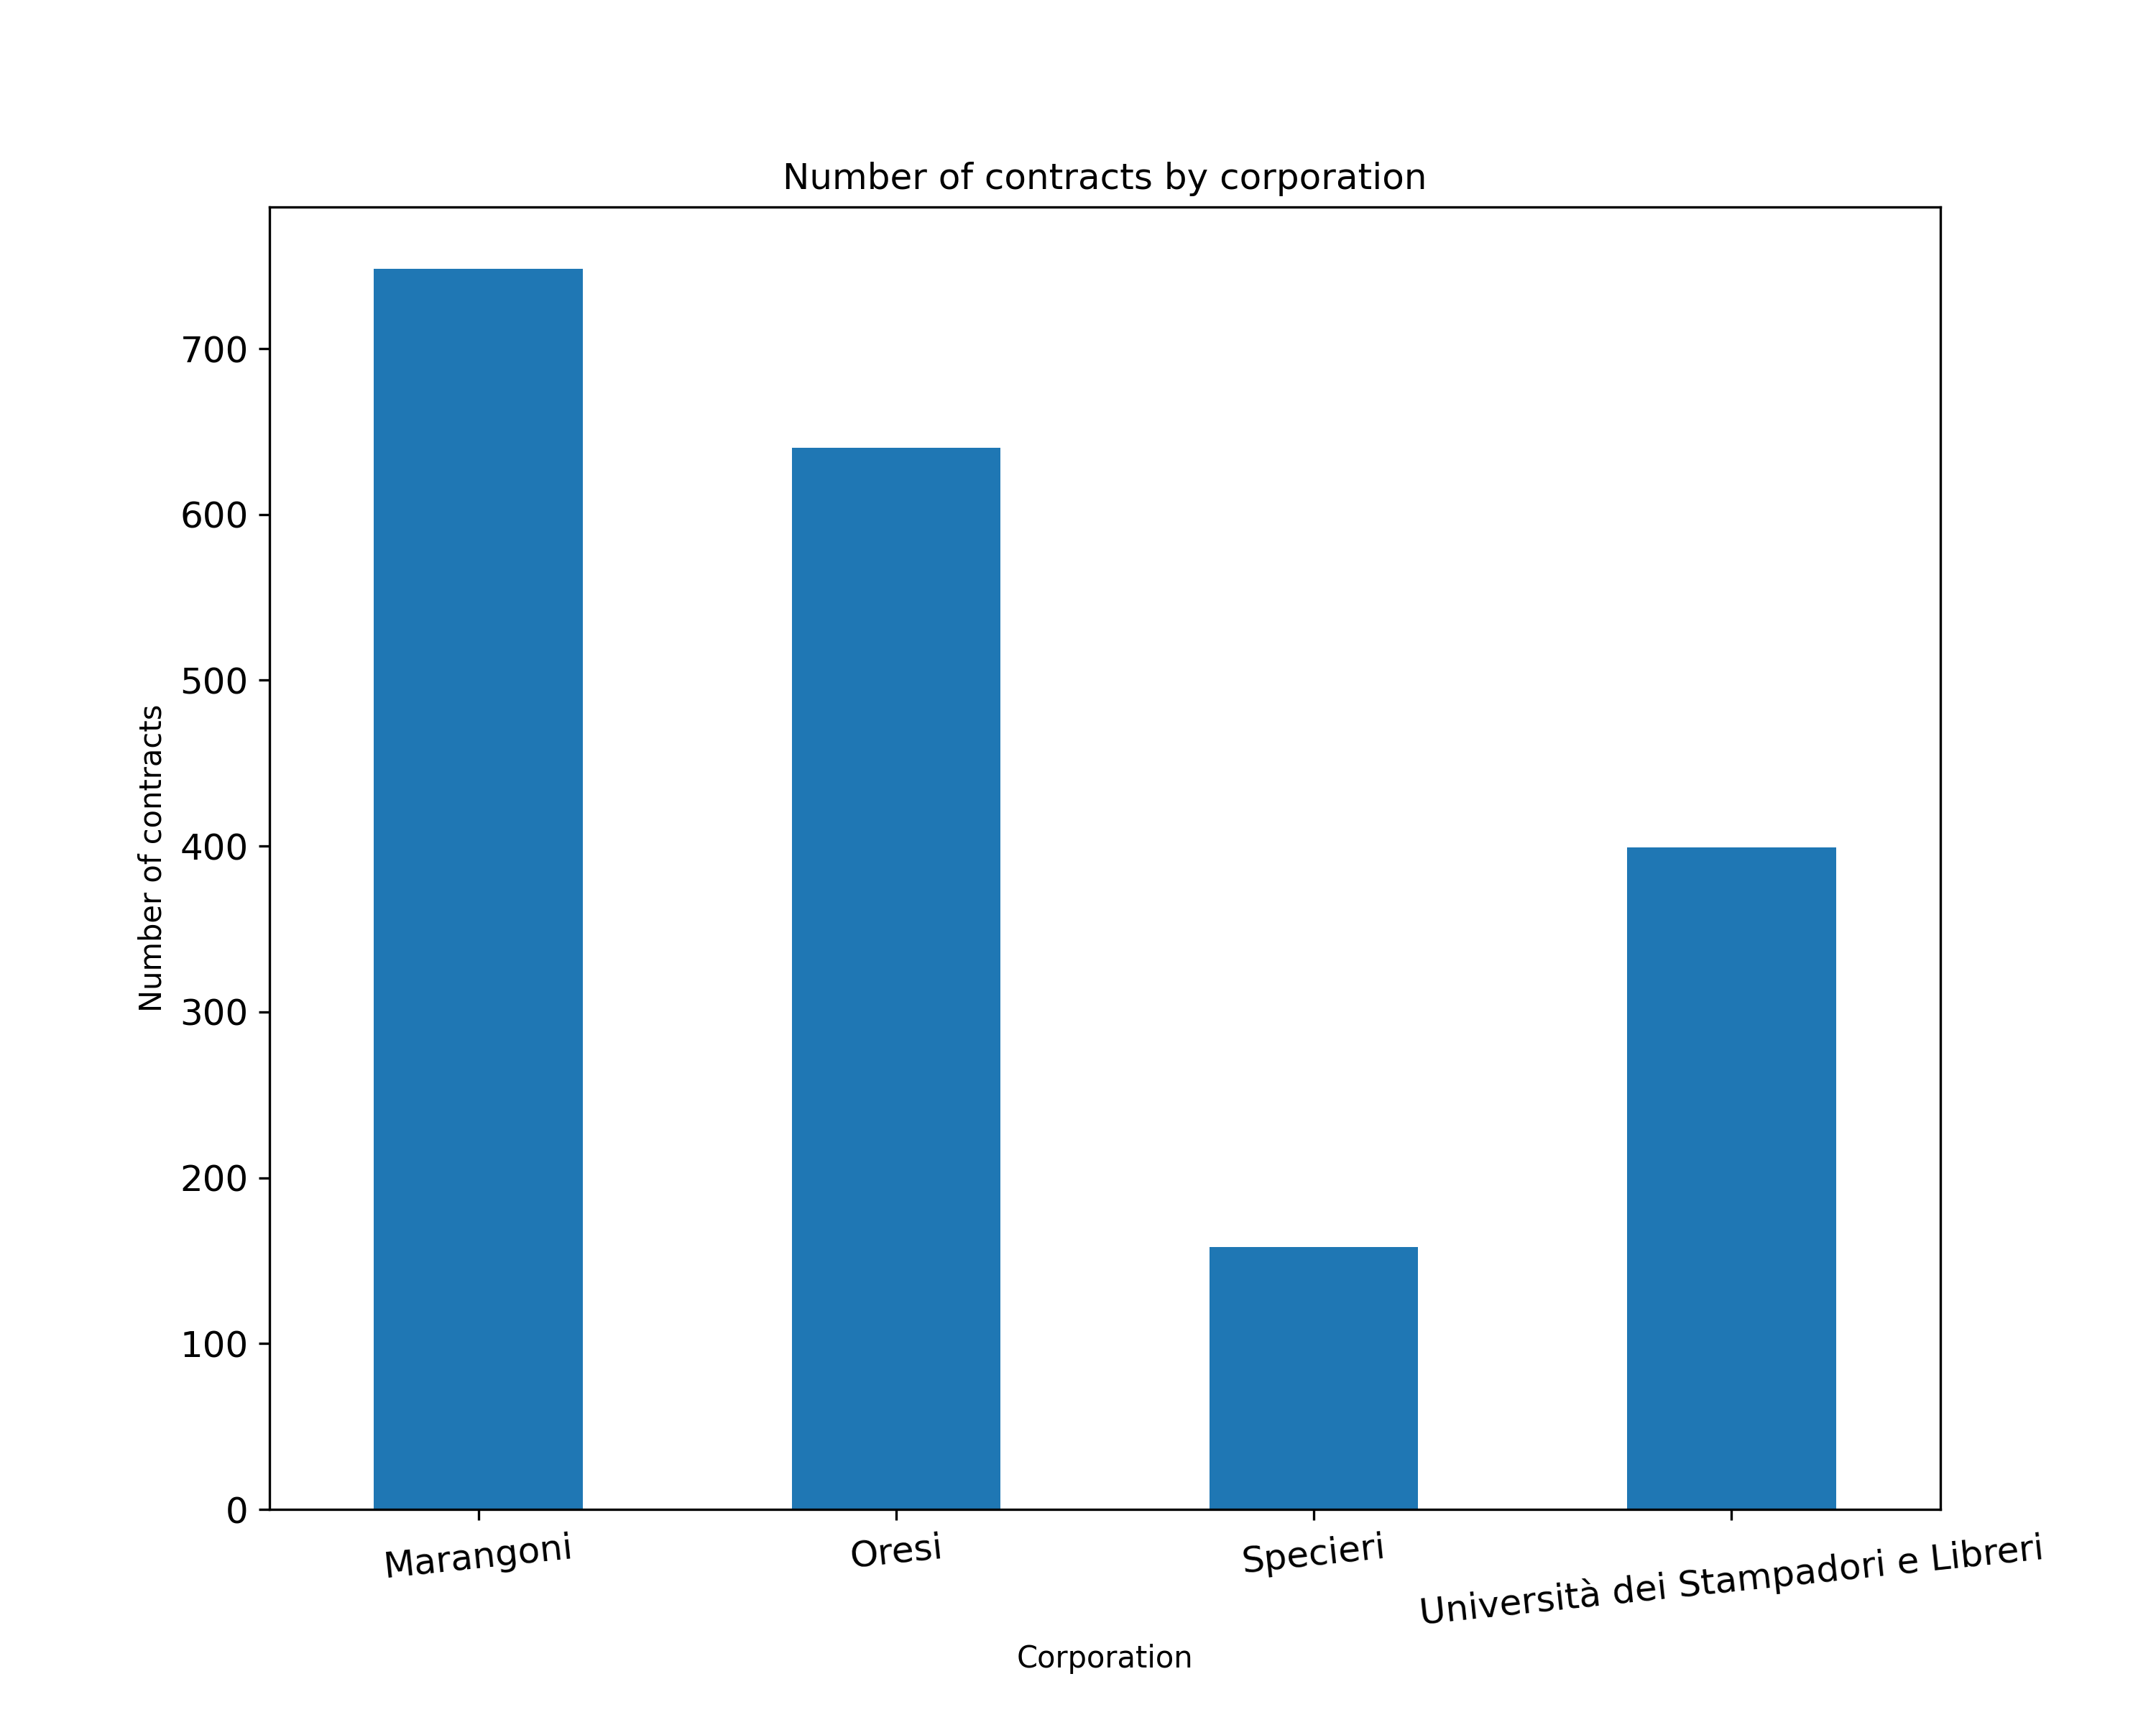 Number of contracts by corporation
700
600
500
400
300
200
100
0
Number of contracts
Marangoni
Oresi
Specieri
Università dei Stampadori e Libreri
Corporation